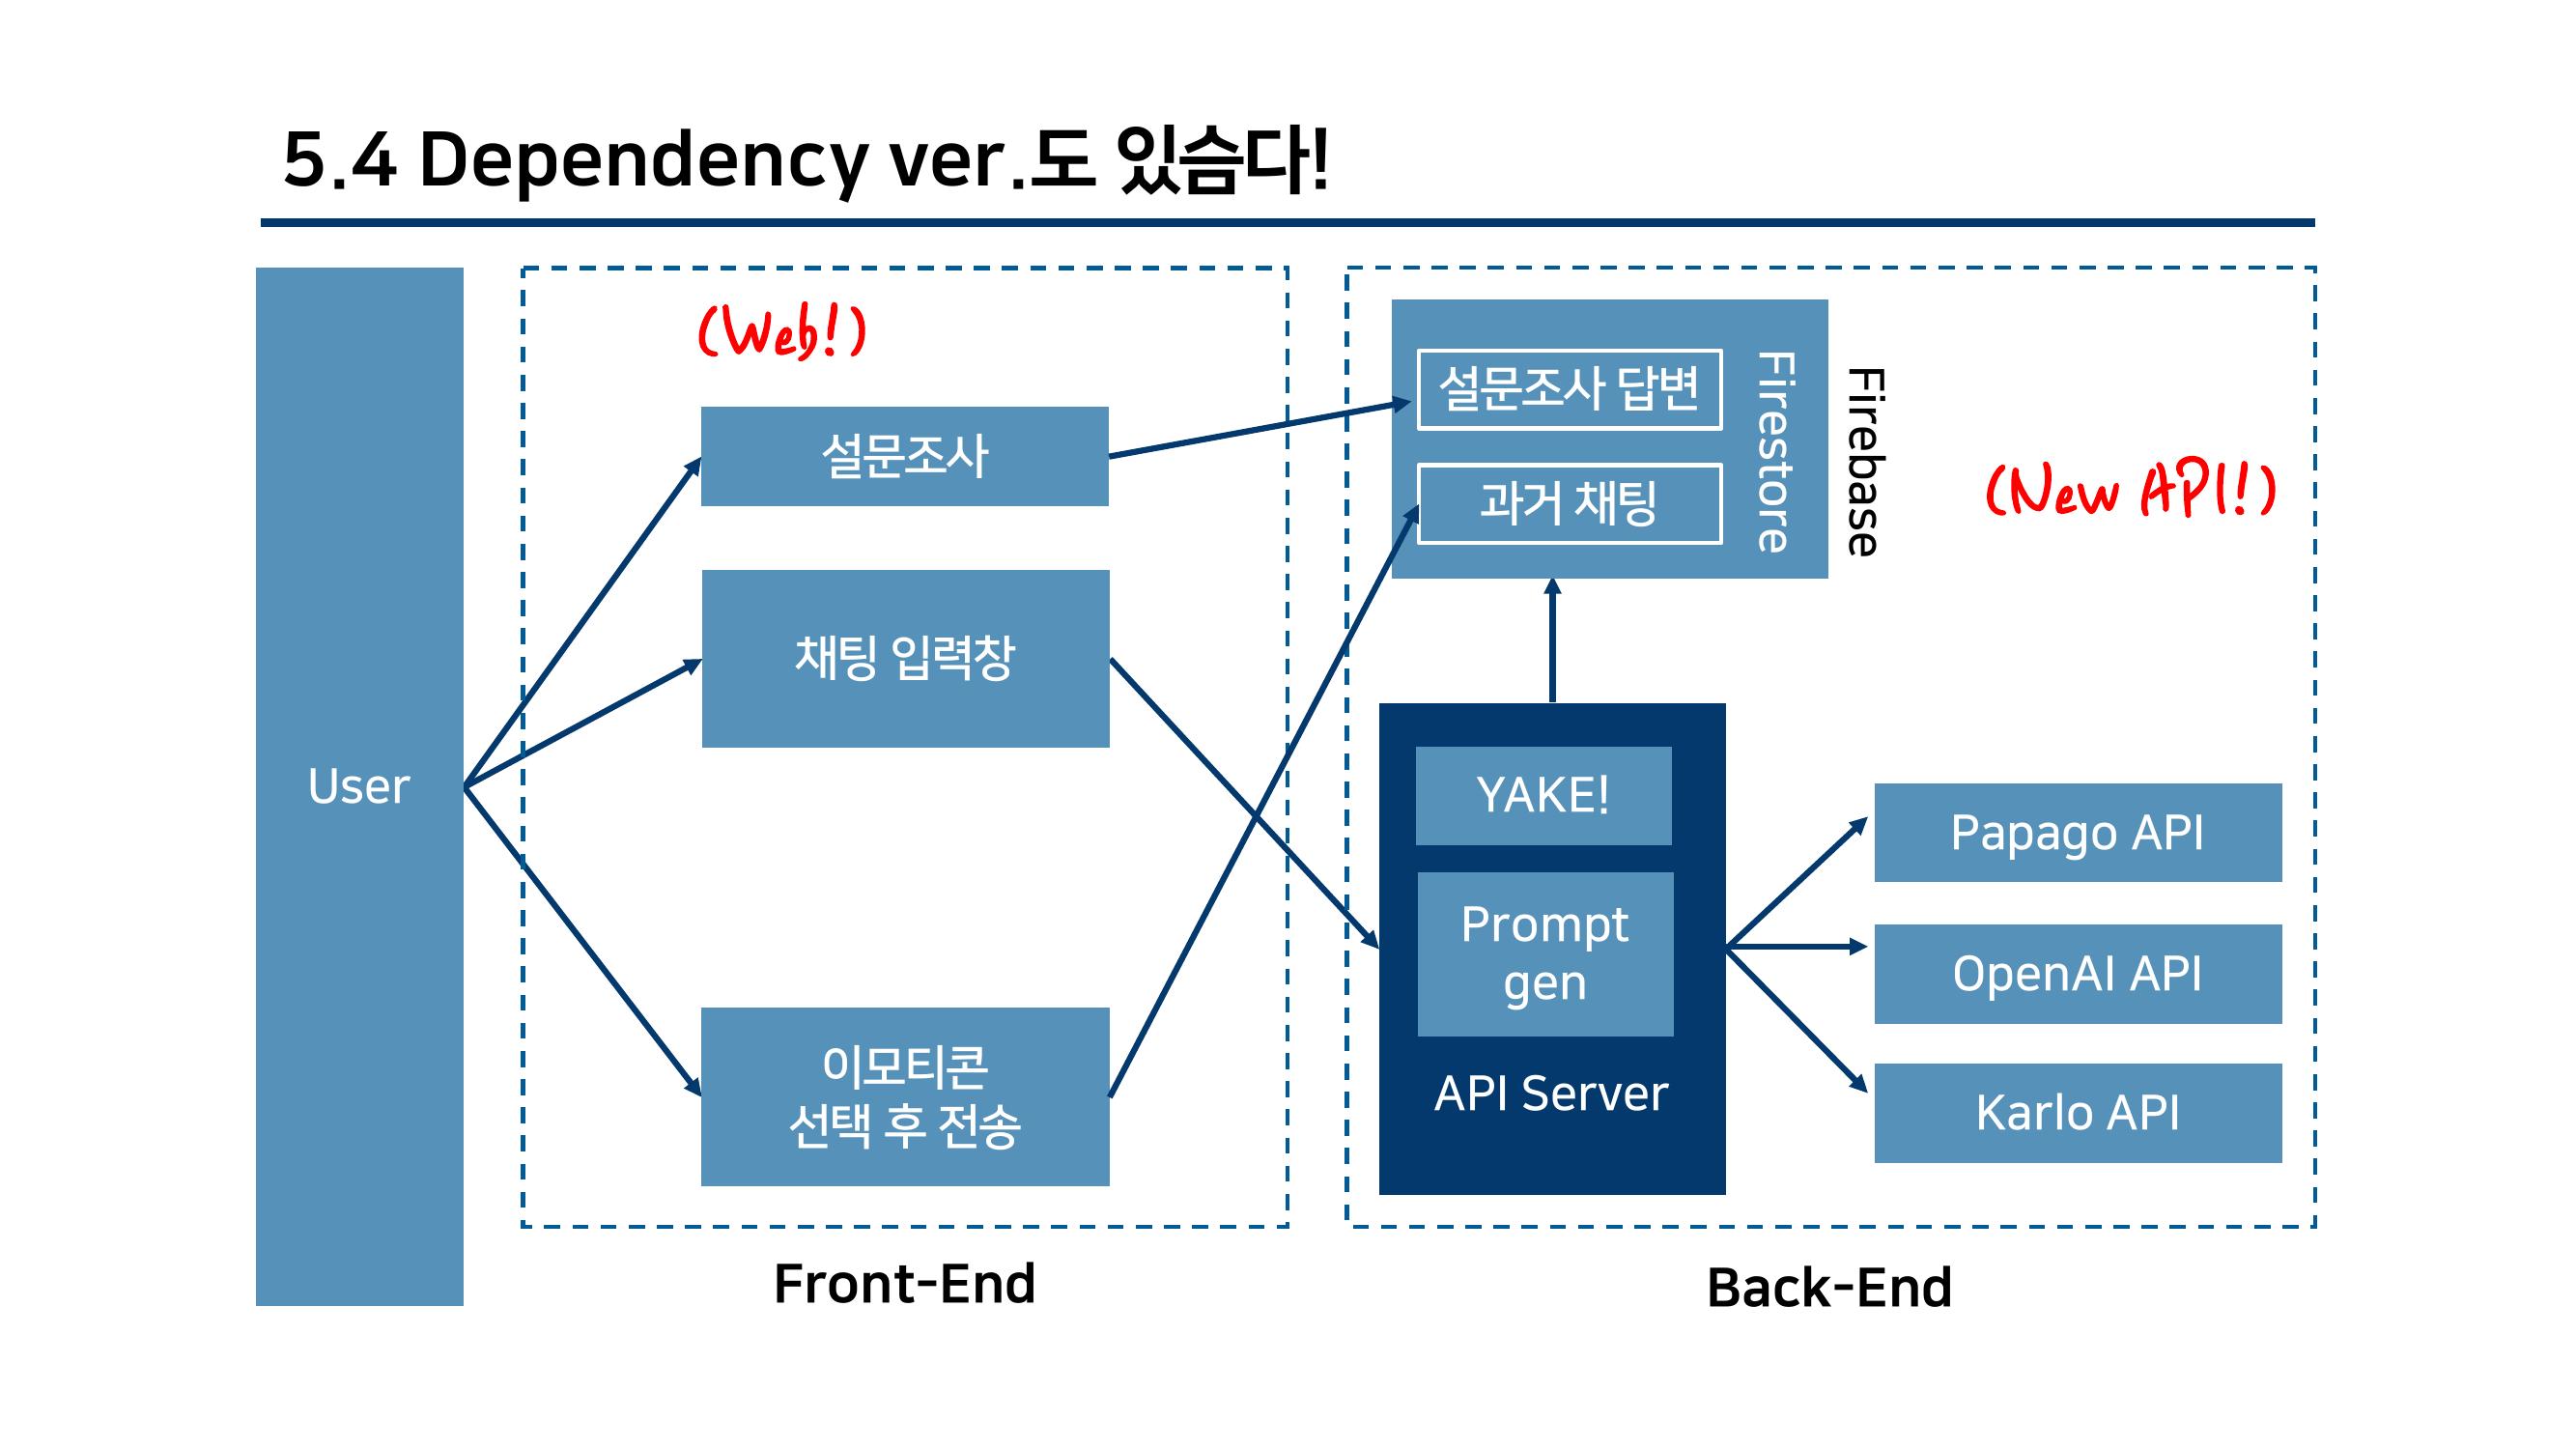 5.4 Dependency ver.도 있슴다!
User
(Web!)
설문조사
채팅 입력창
이모티콘
선택 후 전송
Front-End
설문조사 답변
과거 채팅
Firestore
Firebase
(New API!)
YAKE!
Prompt
gen
API Server
Papago API
OpenAI API
Karlo API
Back-End